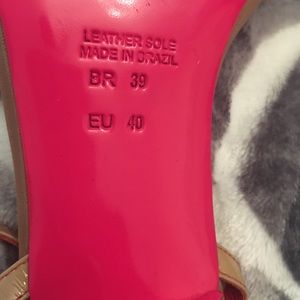 LEATHER SOLE
MADE IN BRAZIL
BR 39
EU 40